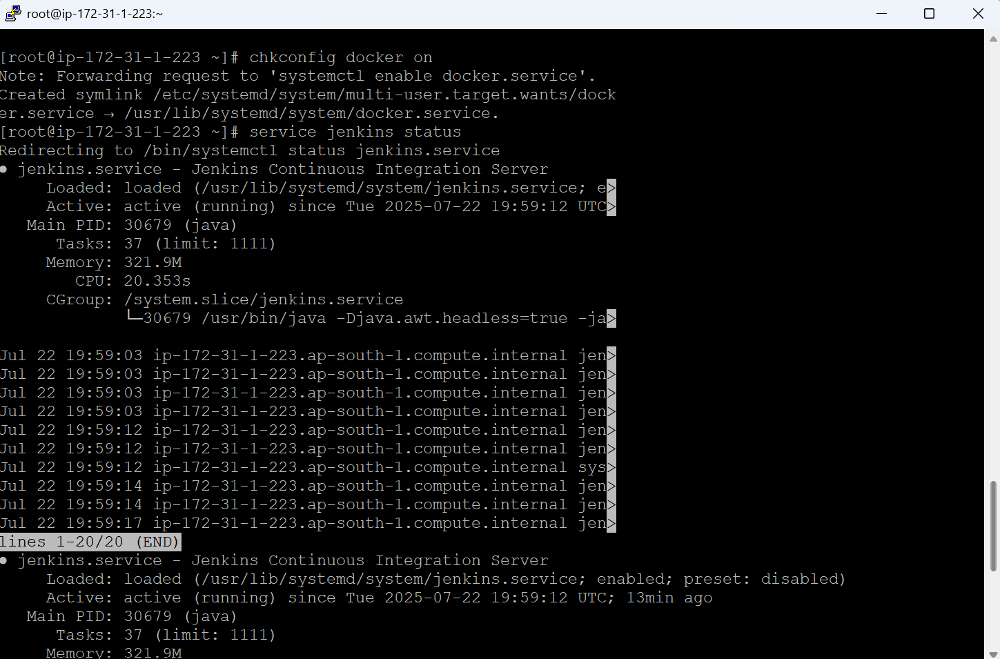 root@ip-172-31-1-223:~
[root@ip-172-31-1-223 ~]# chkconfig docker on
Note: Forwarding request to 'systemctl enable docker.service'.
Created symlink /etc/systemd/system/multi-user.target.wants/dock
er.service → /usr/lib/systemd/system/docker.service.
[root@ip-172-31-1-223 ~]# service jenkins status
Redirecting to /bin/systemctl status jenkins.service
● jenkins.service - Jenkins Continuous Integration Server
     Loaded: loaded (/usr/lib/systemd/system/jenkins.service; e>
     Active: active (running) since Tue 2025-07-22 19:59:12 UTC>
   Main PID: 30679 (java)
      Tasks: 37 (limit: 1111)
     Memory: 321.9M
        CPU: 20.353s
     CGroup: /system.slice/jenkins.service
             └─30679 /usr/bin/java -Djava.awt.headless=true -ja>
Jul 22 19:59:03 ip-172-31-1-223.ap-south-1.compute.internal jen>
Jul 22 19:59:03 ip-172-31-1-223.ap-south-1.compute.internal jen>
Jul 22 19:59:03 ip-172-31-1-223.ap-south-1.compute.internal jen>
Jul 22 19:59:03 ip-172-31-1-223.ap-south-1.compute.internal jen>
Jul 22 19:59:12 ip-172-31-1-223.ap-south-1.compute.internal jen>
Jul 22 19:59:12 ip-172-31-1-223.ap-south-1.compute.internal jen>
Jul 22 19:59:12 ip-172-31-1-223.ap-south-1.compute.internal sys>
Jul 22 19:59:14 ip-172-31-1-223.ap-south-1.compute.internal jen>
Jul 22 19:59:14 ip-172-31-1-223.ap-south-1.compute.internal jen>
Jul 22 19:59:17 ip-172-31-1-223.ap-south-1.compute.internal jen>
lines 1-20/20 (END)
● jenkins.service - Jenkins Continuous Integration Server
     Loaded: loaded (/usr/lib/systemd/system/jenkins.service; enabled; preset: disabled)
     Active: active (running) since Tue 2025-07-22 19:59:12 UTC; 13min ago
   Main PID: 30679 (java)
      Tasks: 37 (limit: 1111)
     Memory: 321.9M